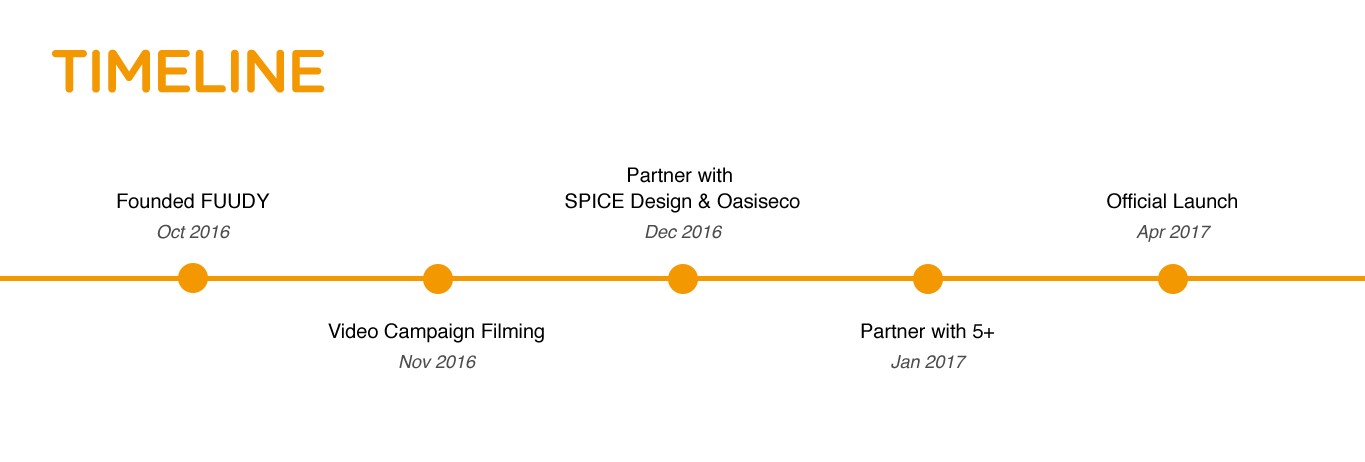 TIMELINE
Founded FUUDY
Oct 2016
Video Campaign Filming
Nov 2016
Partner with
SPICE Design & Oasiseco
Dec 2016
Partner with 5+
Jan 2017
Official Launch
Apr 2017